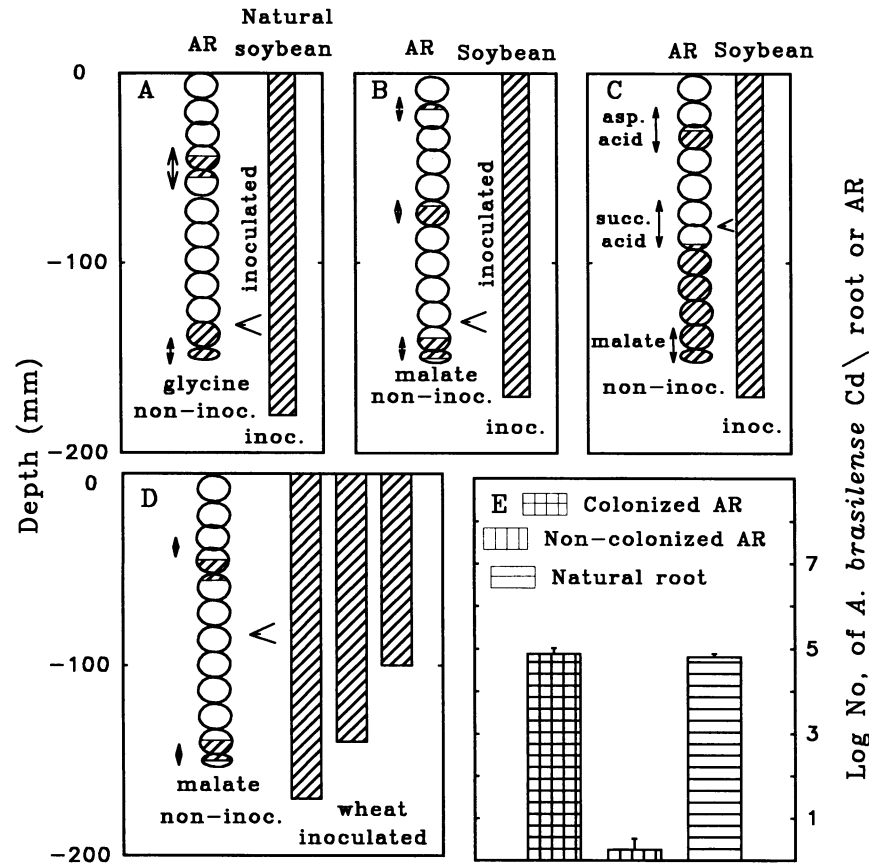 Natural
AR soybean
AR Soybean
AR Soybean
Depth (mm)
0
-100
-200
A
inoculated
glycine
non-inoc.
inoc.
B
inoculated
malate
non-inoc.
inoc.
C
asp.
acid
succ.
acid
malate
non-inoc.
inoc.
0
-100
-200
D
malate
non-inoc.
wheat
inoculated
E Colonized AR
Non-colonized AR
Natural root
7
5
3
1
Log No, of A. brasilense Cd\ root or AR